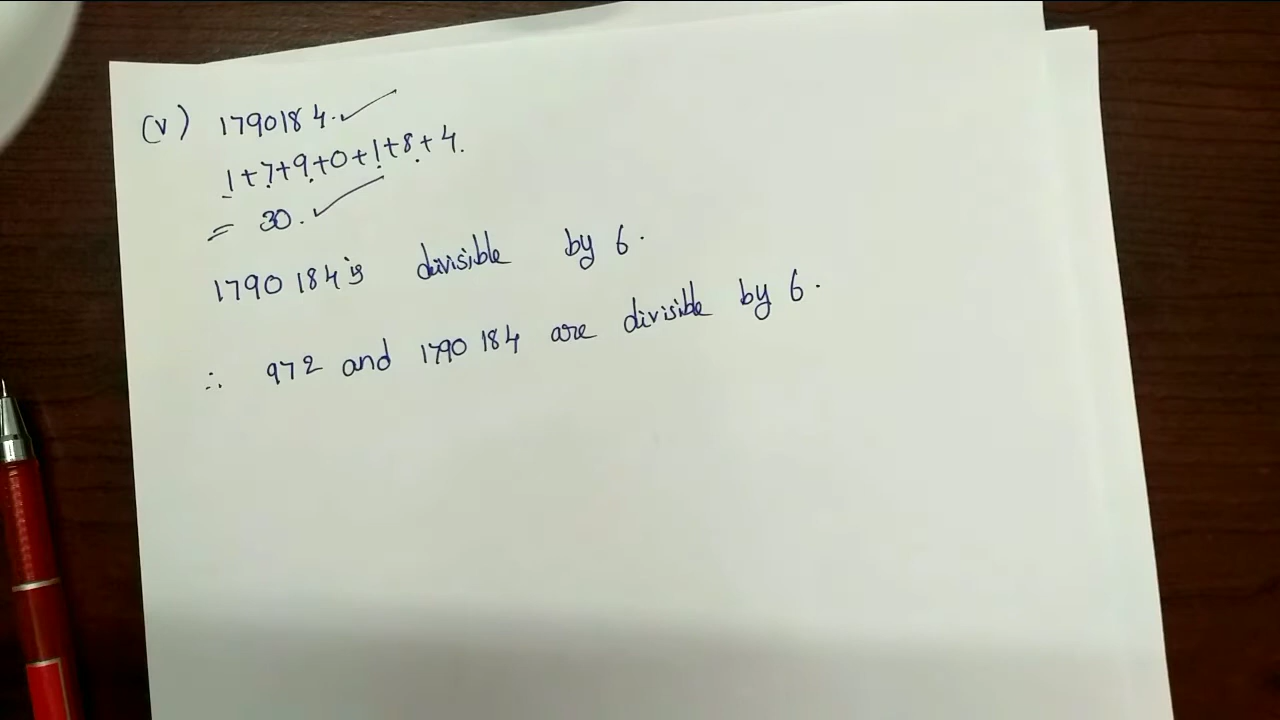 (v) 1790184.
1+7+9+0+1+8+4.
= 30.
1790184 is divisible by 6.
∴ 972 and 1790184 are divisible by 6.